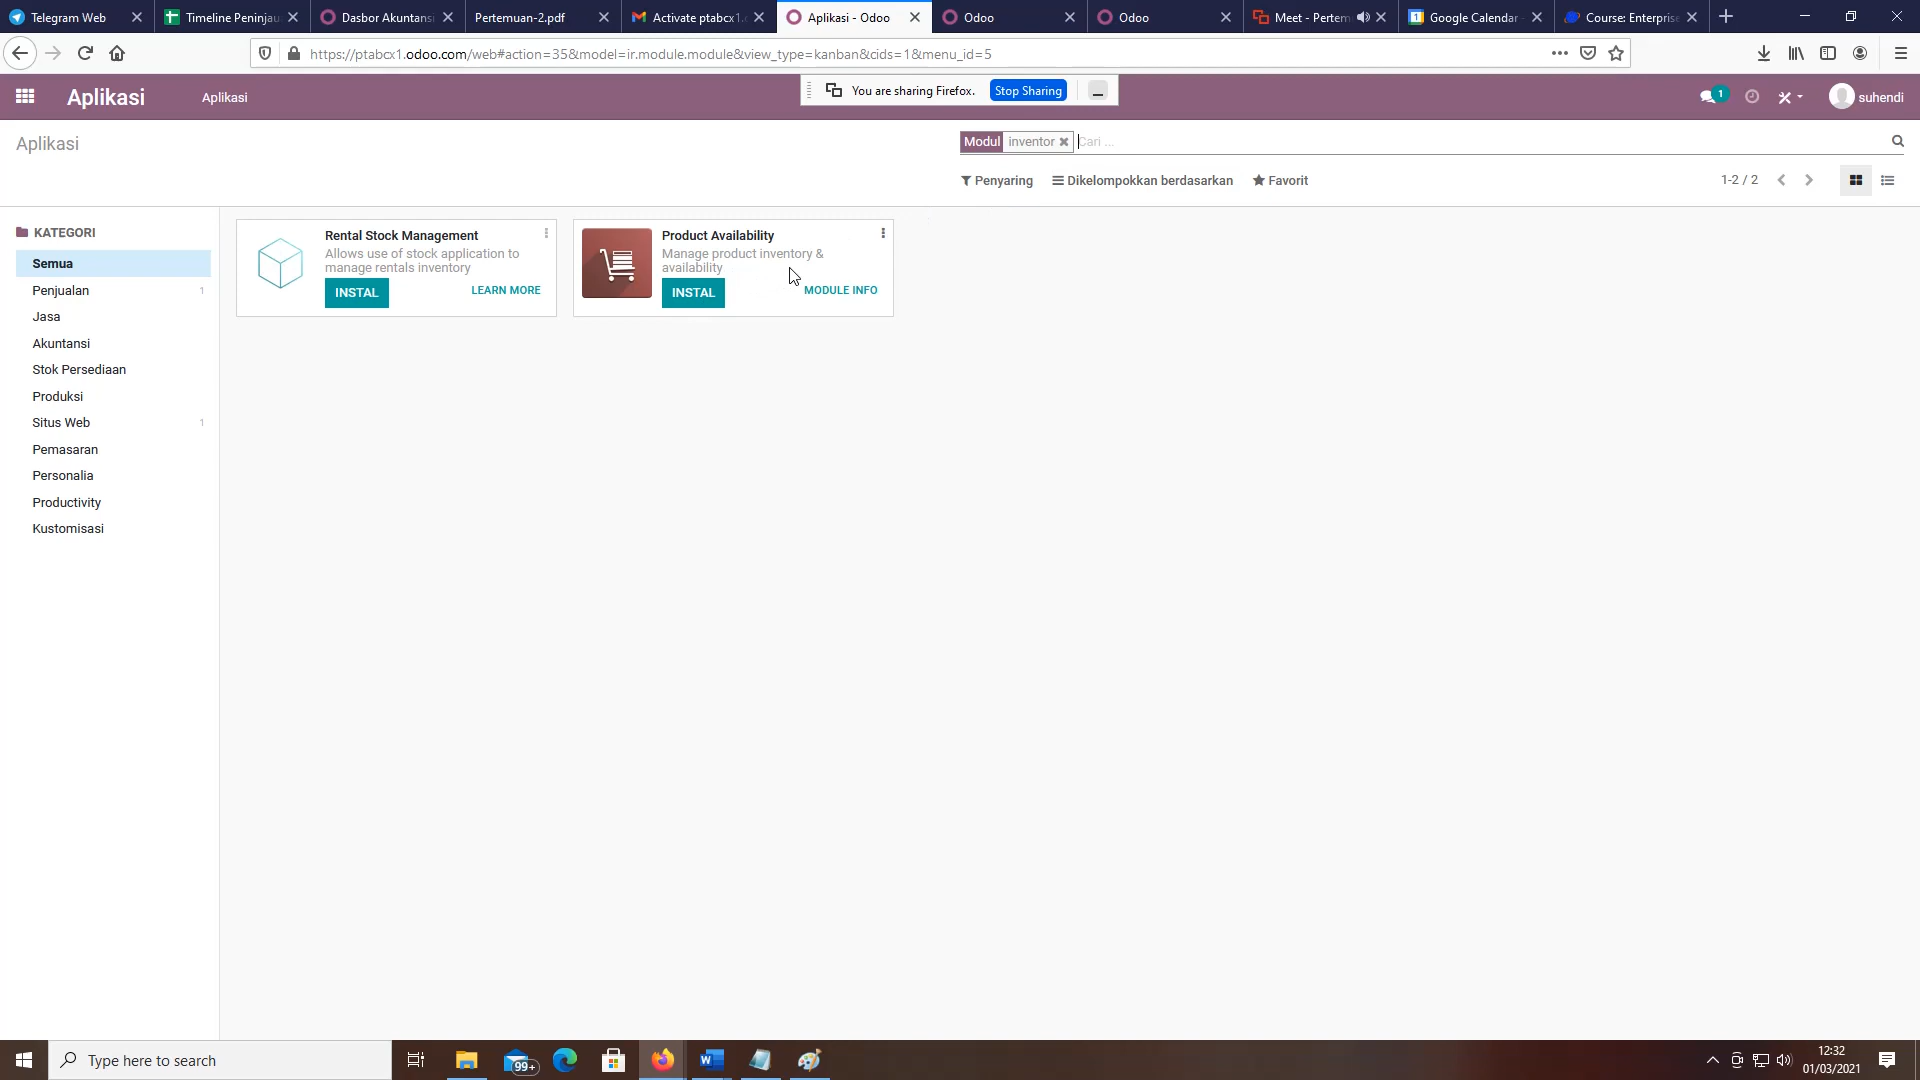 Telegram Web
Timeline Peninjau
Dasbor Akuntansi
Pertemuan-2.pdf
Activate ptabcx1.
Aplikasi - Odoo
Odoo
Odoo
Meet - Pertem
Google Calendar -
Course: Enterprise
https://ptabcx1.odoo.com/web#action=35&model=ir.module.module&view_type=kanban&cids=1&menu_id=5
You are sharing Firefox.
Stop Sharing
Aplikasi
Aplikasi
1
suhendi
Aplikasi
Modul
inventor
Cari ...
Penyaring
Dikelompokkan berdasarkan
Favorit
1-2 / 2
KATEGORI
Semua
Penjualan 1
Jasa
Akuntansi
Stok Persediaan
Produksi
Situs Web 1
Pemasaran
Personalia
Productivity
Kustomisasi
Rental Stock Management
Allows use of stock application to
manage rentals inventory
INSTAL
LEARN MORE
Product Availability
Manage product inventory &
availability
INSTAL
MODULE INFO
Type here to search
99+
12:32
01/03/2021